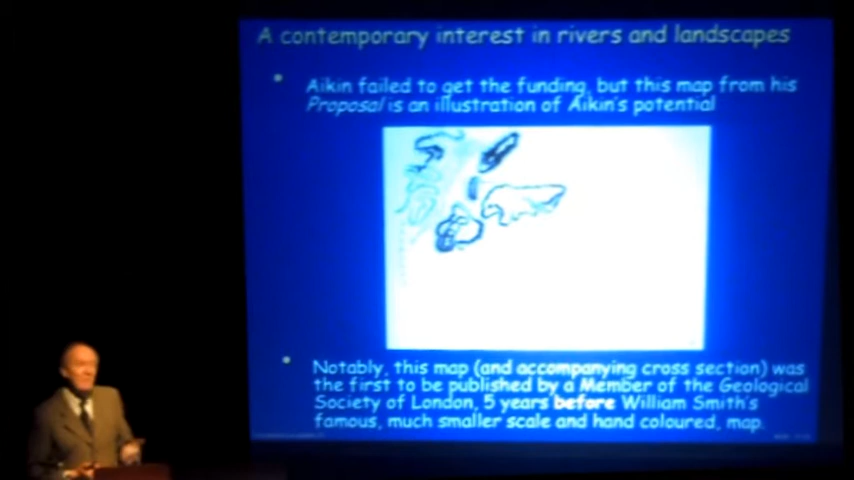 A contemporary interest in rivers and landscapes
Aikin failed to get the funding, but this map from his
Proposal is an illustration of Aikin's potential
Notably, this map (and accompanying cross section) was
the first to be published by a Member of the Geological
Society of London, 5 years before William Smith's
famous, much smaller scale and hand coloured, map.